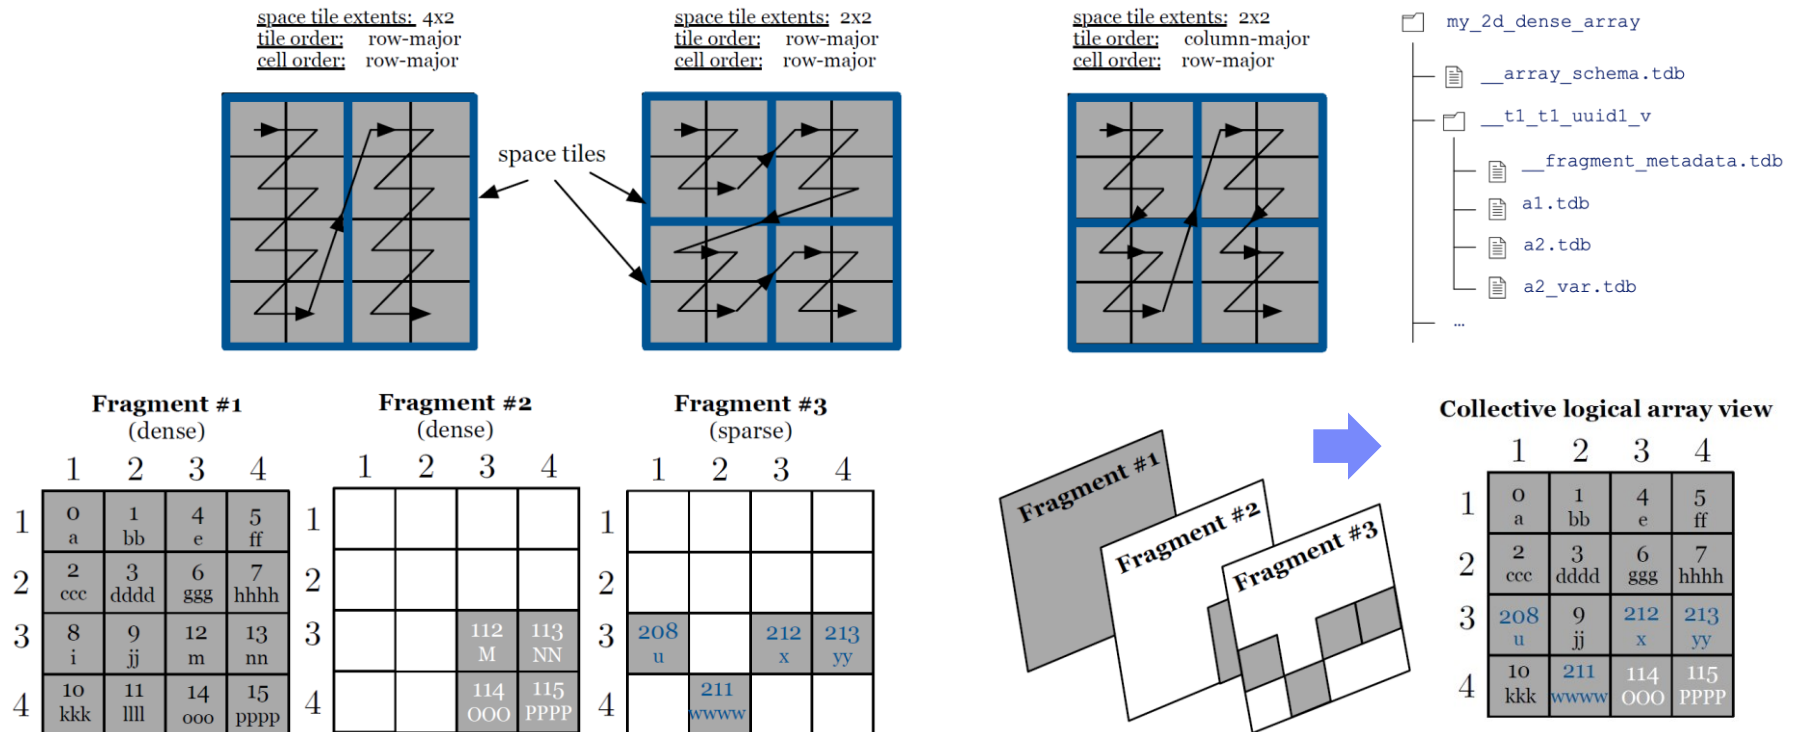 space tile extents: 4x2
tile order: row-major
cell order: row-major
space tile extents: 2x2
tile order: row-major
cell order: row-major
space tile extents: 2x2
tile order: column-major
cell order: row-major
space tiles
my_2d_dense_array
__array_schema.tdb
__t1_t1_uuid1_v
__fragment_metadata.tdb
a1.tdb
a2.tdb
a2_var.tdb
...
Fragment #1
(dense)
1 2 3 4
1 0 1 4 5
a bb e ff
2 2 3 6 7
ccc dddd ggg hhhh
3 8 9 12 13
i jj m nn
4 10 11 14 15
kkk llll ooo pppp
Fragment #2
(dense)
1 2 3 4
1
2
3 112 113
M NN
4 114 115
OOO PPPP
Fragment #3
(sparse)
1 2 3 4
1
2
3 208 212 213
u x yy
4 211
wwww
Fragment #1
Fragment #2
Fragment #3
Collective logical array view
1 2 3 4
1 0 1 4 5
a bb e ff
2 2 3 6 7
ccc dddd ggg hhhh
3 208 9 212 213
u jj x yy
4 10 211 114 115
kkk wwww OOO PPPP